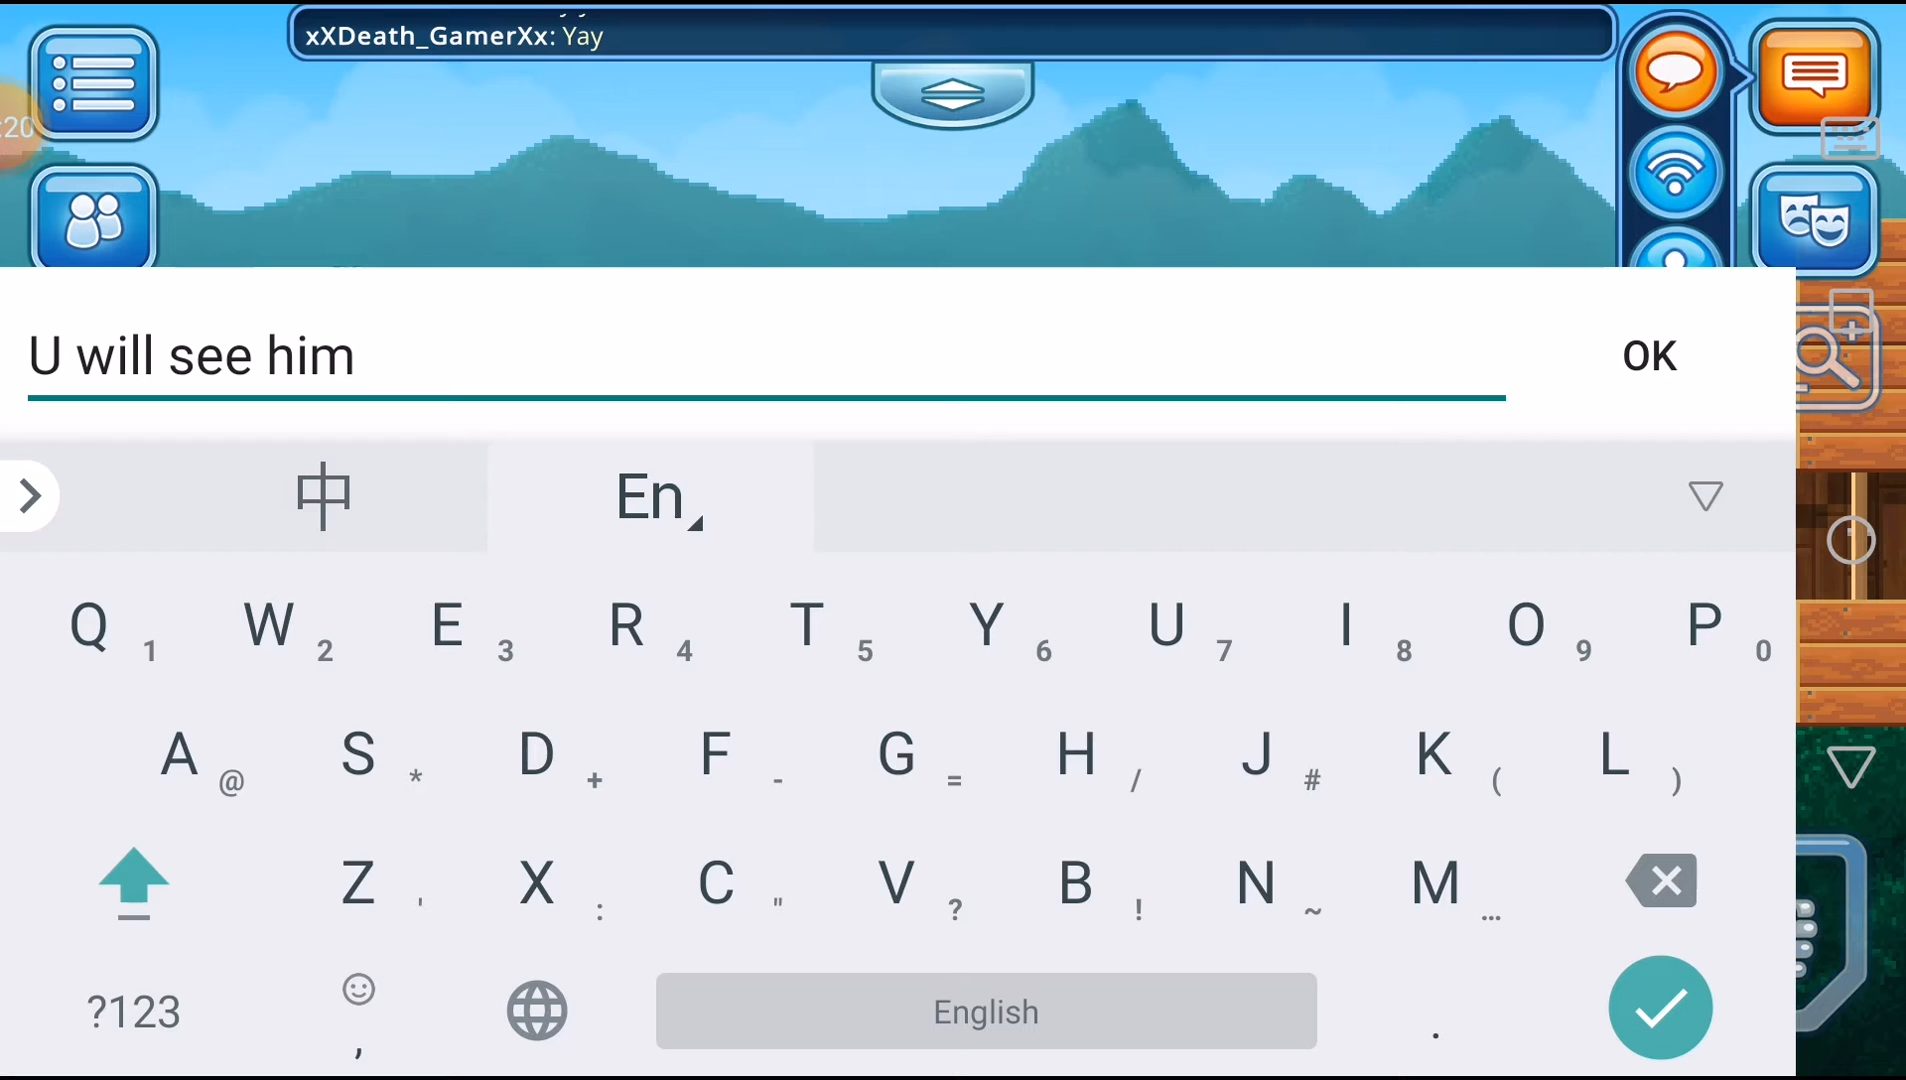 xXDeath_GamerXx: Yay
:20
U will see him
OK
中
En
Q 1 W 2 E 3 R 4 T 5 Y 6 U 7 I 8 O 9 P 0
A @ S * D + F - G = H / J # K ( L )
Z ' X : C " V ? B ! N ~ M ...
?123 , English .